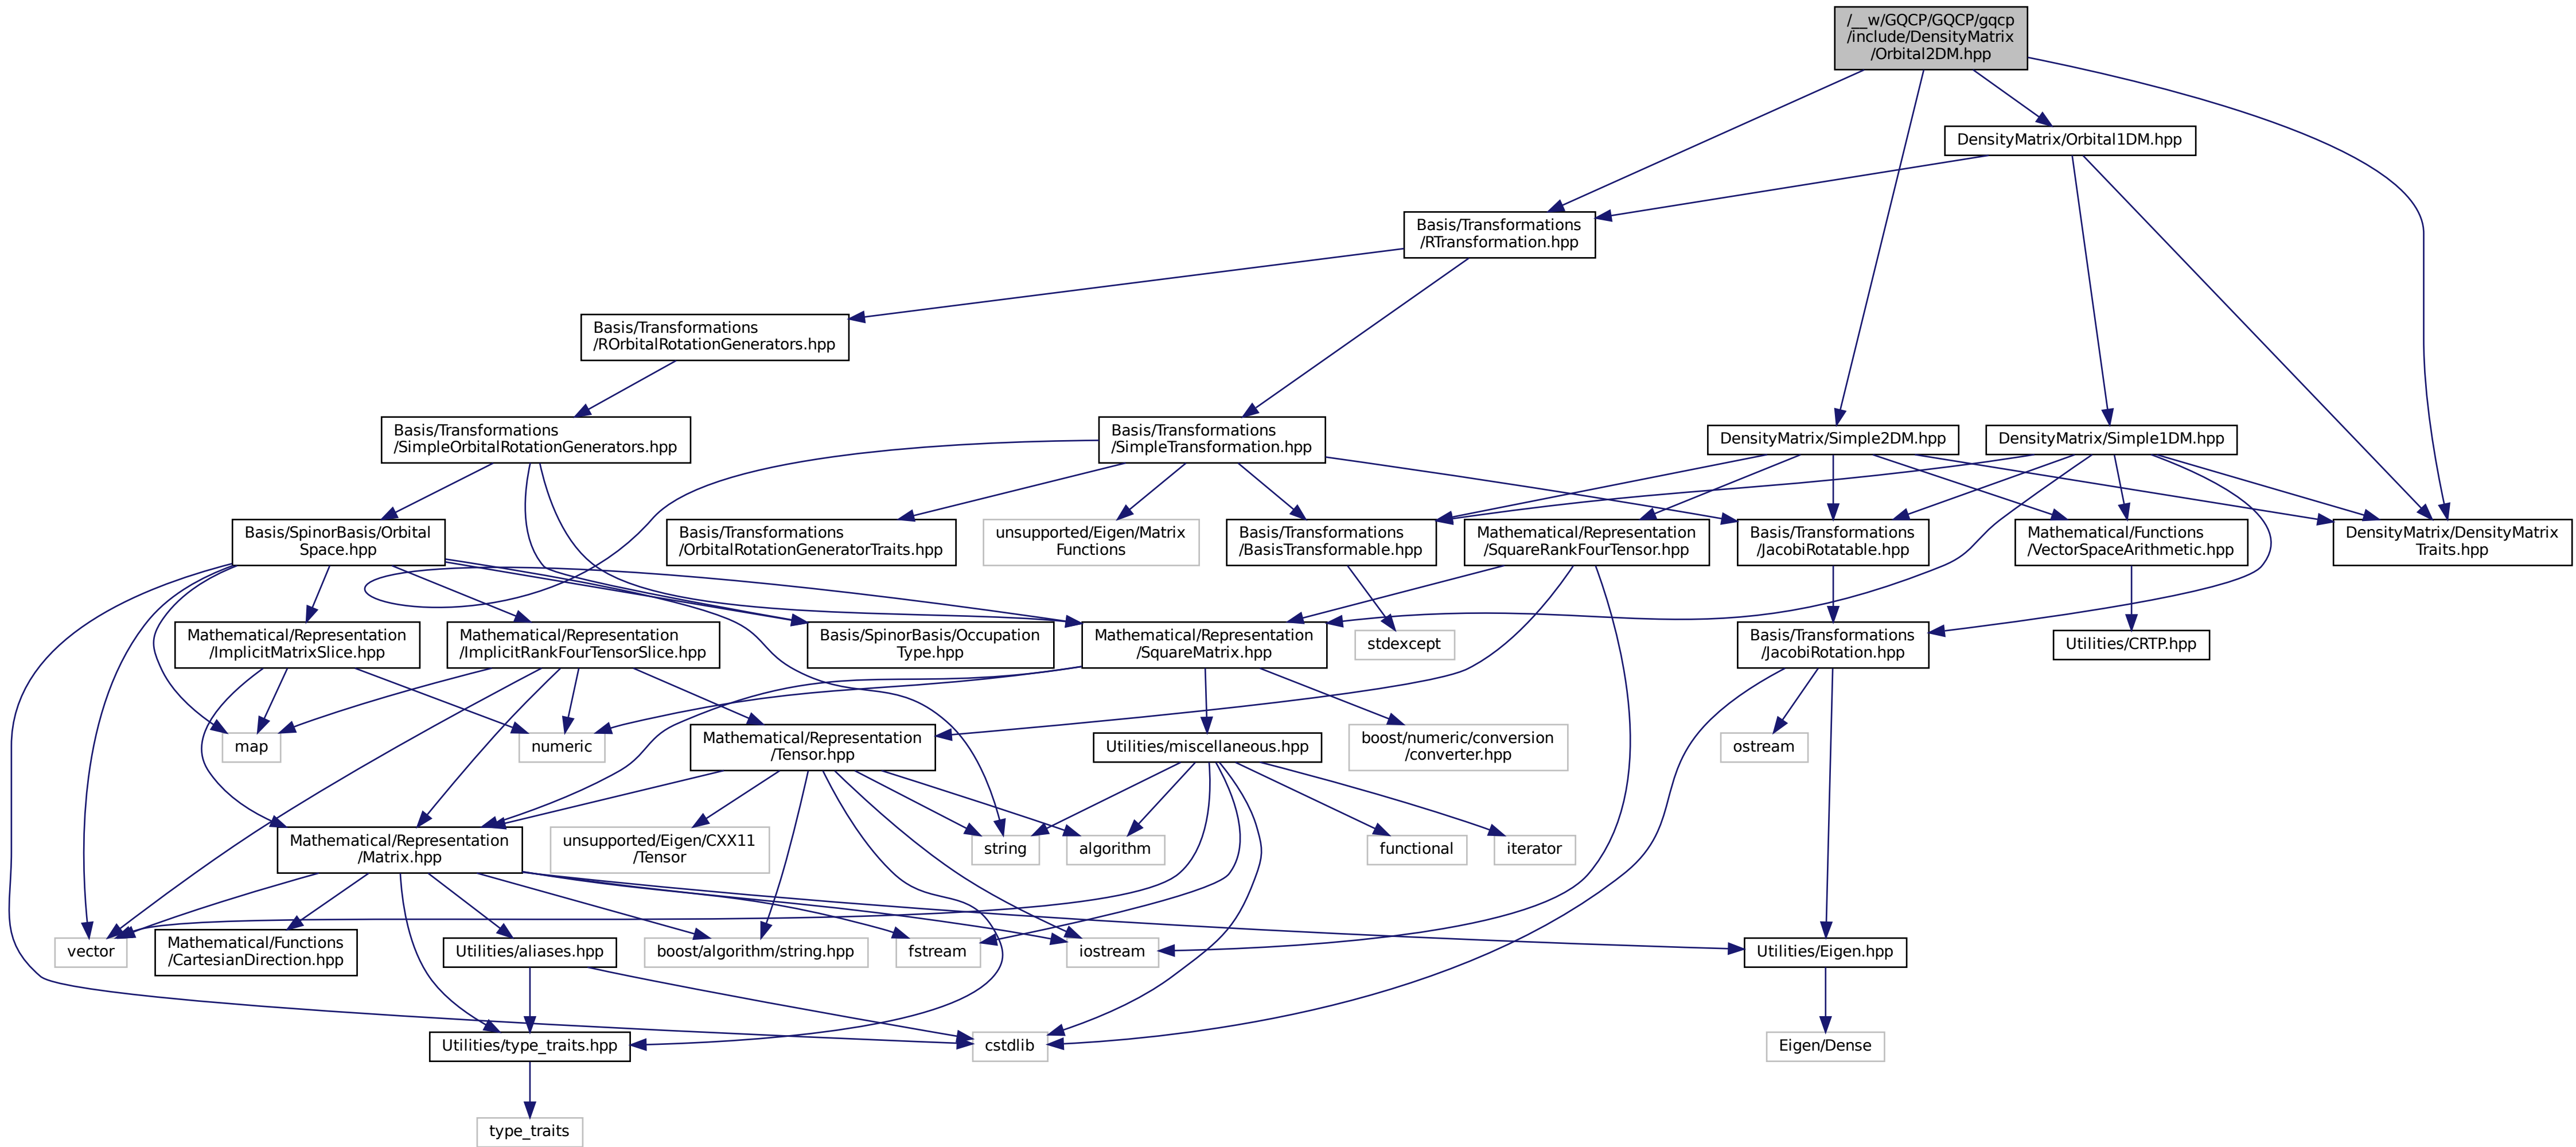 /__w/GQCP/GQCP/gqcp
/include/DensityMatrix
/Orbital2DM.hpp
DensityMatrix/Orbital1DM.hpp
Basis/Transformations
/RTransformation.hpp
Basis/Transformations
/ROrbitalRotationGenerators.hpp
Basis/Transformations
/SimpleOrbitalRotationGenerators.hpp
Basis/Transformations
/SimpleTransformation.hpp
DensityMatrix/Simple2DM.hpp
DensityMatrix/Simple1DM.hpp
Basis/SpinorBasis/Orbital
Space.hpp
Basis/Transformations
/OrbitalRotationGeneratorTraits.hpp
unsupported/Eigen/Matrix
Functions
Basis/Transformations
/BasisTransformable.hpp
Mathematical/Representation
/SquareRankFourTensor.hpp
Basis/Transformations
/JacobiRotatable.hpp
Mathematical/Functions
/VectorSpaceArithmetic.hpp
DensityMatrix/DensityMatrix
Traits.hpp
Mathematical/Representation
/ImplicitMatrixSlice.hpp
Mathematical/Representation
/ImplicitRankFourTensorSlice.hpp
Basis/SpinorBasis/Occupation
Type.hpp
Mathematical/Representation
/SquareMatrix.hpp
stdexcept
Basis/Transformations
/JacobiRotation.hpp
Utilities/CRTP.hpp
map
numeric
Mathematical/Representation
/Tensor.hpp
Utilities/miscellaneous.hpp
boost/numeric/conversion
/converter.hpp
ostream
Mathematical/Representation
/Matrix.hpp
unsupported/Eigen/CXX11
/Tensor
string
algorithm
functional
iterator
vector
Mathematical/Functions
/CartesianDirection.hpp
Utilities/aliases.hpp
boost/algorithm/string.hpp
fstream
iostream
Utilities/Eigen.hpp
Utilities/type_traits.hpp
cstdlib
Eigen/Dense
type_traits